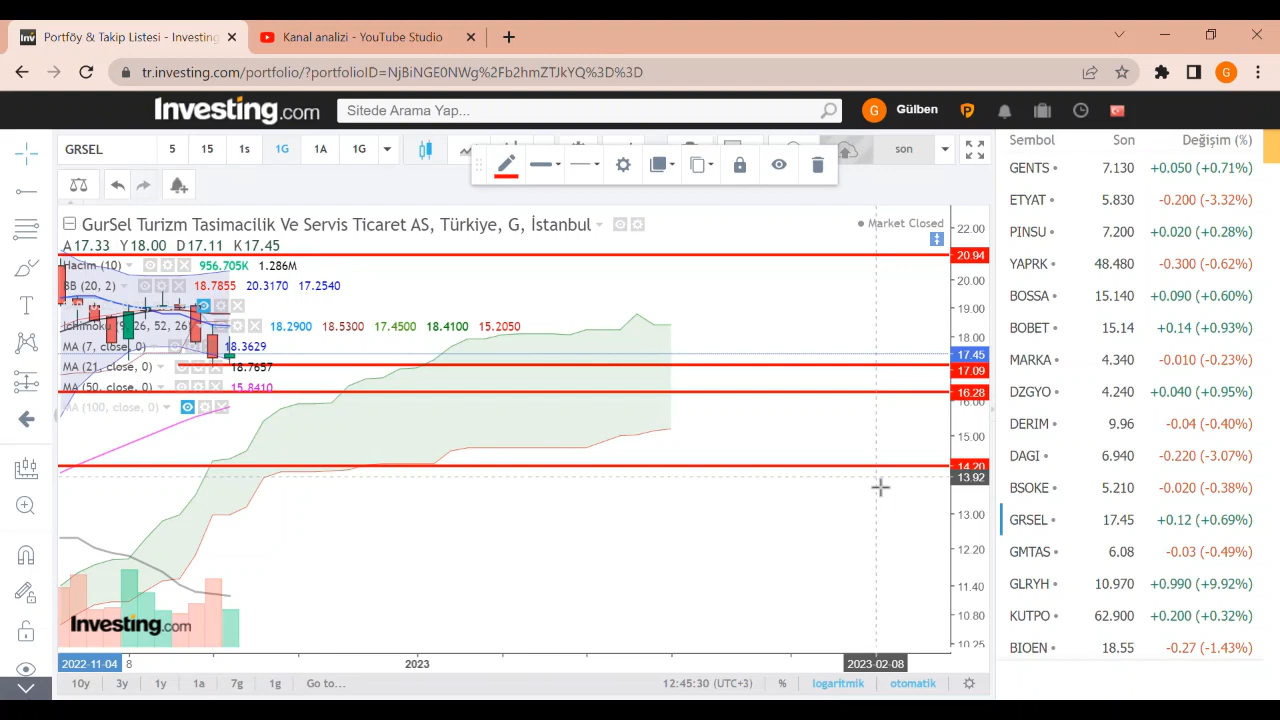 Portföy & Takip Listesi - Investing
Kanal analizi - YouTube Studio
tr.investing.com/portfolio/?portfolioID=NjBiNGE0NWg%2Fb2hmZTJkYQ%3D%3D
G
Investing.com
Sitede Arama Yap...
G Gülben
GRSEL 5 15 1s 1G 1A 1G
son
GurSel Turizm Tasimacilik Ve Servis Ticaret AS, Türkiye, G, İstanbul
Market Closed
A17.33 Y18.00 D17.11 K17.45
Hacim (10) 956.705K 1.286M
BB (20, 2) 18.7855 20.3170 17.2540
Ichimoku (9, 26, 52, 26) 18.2900 18.5300 17.4500 18.4100 15.2050
MA (7, close, 0) 18.3629
MA (21, close, 0) 18.7657
MA (50, close, 0) 15.8410
MA (100, close, 0)
22.00
20.94
20.00
19.00
18.00
17.45
17.09
16.28
16.00
15.00
14.20
13.92
13.00
12.20
11.40
10.80
10.25
Investing.com
2022-11-04 8 2023 2023-02-08
10y 3y 1y 1a 7g 1g Go to... 12:45:30 (UTC+3) % logaritmik otomatik
Sembol Son Değişim (%)
GENTS 7.130 +0.050 (+0.71%)
ETYAT 5.830 -0.200 (-3.32%)
PINSU 7.200 +0.020 (+0.28%)
YAPRK 48.480 -0.300 (-0.62%)
BOSSA 15.140 +0.090 (+0.60%)
BOBET 15.14 +0.14 (+0.93%)
MARKA 4.340 -0.010 (-0.23%)
DZGYO 4.240 +0.040 (+0.95%)
DERIM 9.96 -0.04 (-0.40%)
DAGI 6.940 -0.220 (-3.07%)
BSOKE 5.210 -0.020 (-0.38%)
GRSEL 17.45 +0.12 (+0.69%)
GMTAS 6.08 -0.03 (-0.49%)
GLRYH 10.970 +0.990 (+9.92%)
KUTPO 62.900 +0.200 (+0.32%)
BIOEN 18.55 -0.27 (-1.43%)